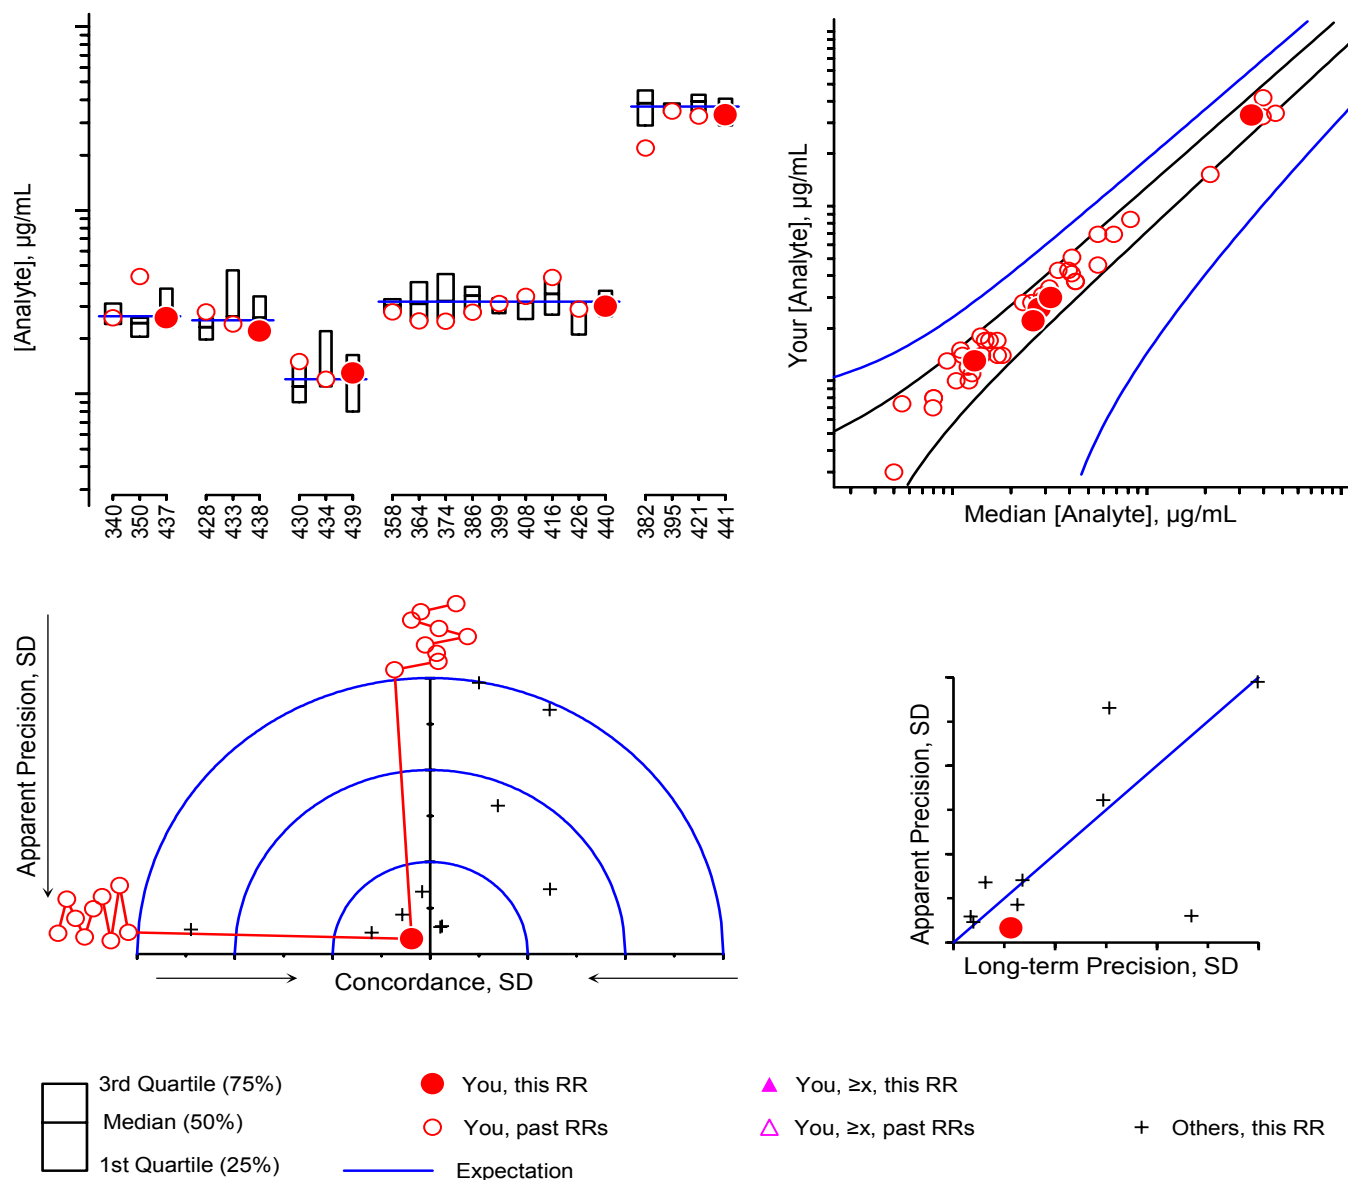 [Analyte], µg/mL
340
350
437
428
433
438
430
434
439
358
364
374
386
399
408
416
426
440
382
395
421
441
Your [Analyte], µg/mL
Median [Analyte], µg/mL
Apparent Precision, SD
Concordance, SD
Apparent Precision, SD
Long-term Precision, SD
3rd Quartile (75%)
Median (50%)
1st Quartile (25%)
You, this RR
You, past RRs
Expectation
You, ≥x, this RR
You, ≥x, past RRs
Others, this RR